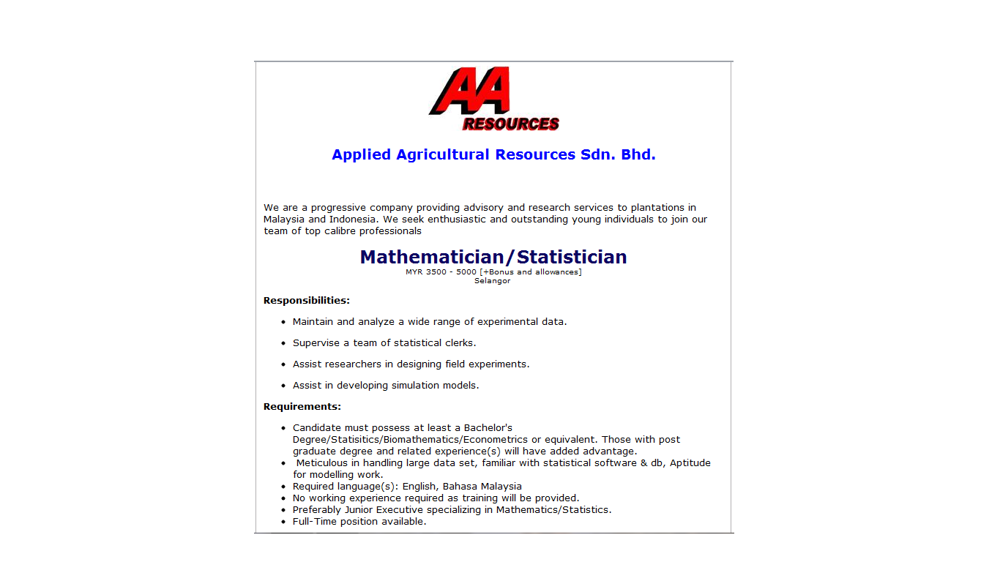 AA
RESOURCES
Applied Agricultural Resources Sdn. Bhd.
We are a progressive company providing advisory and research services to plantations in
Malaysia and Indonesia. We seek enthusiastic and outstanding young individuals to join our
team of top calibre professionals
Mathematician/Statistician
MYR 3500 - 5000 [+Bonus and allowances]
Selangor
Responsibilities:
• Maintain and analyze a wide range of experimental data.
• Supervise a team of statistical clerks.
• Assist researchers in designing field experiments.
• Assist in developing simulation models.
Requirements:
• Candidate must possess at least a Bachelor's
Degree/Statisitics/Biomathematics/Econometrics or equivalent. Those with post
graduate degree and related experience(s) will have added advantage.
• Meticulous in handling large data set, familiar with statistical software & db, Aptitude
for modelling work.
• Required language(s): English, Bahasa Malaysia
• No working experience required as training will be provided.
• Preferably Junior Executive specializing in Mathematics/Statistics.
• Full-Time position available.